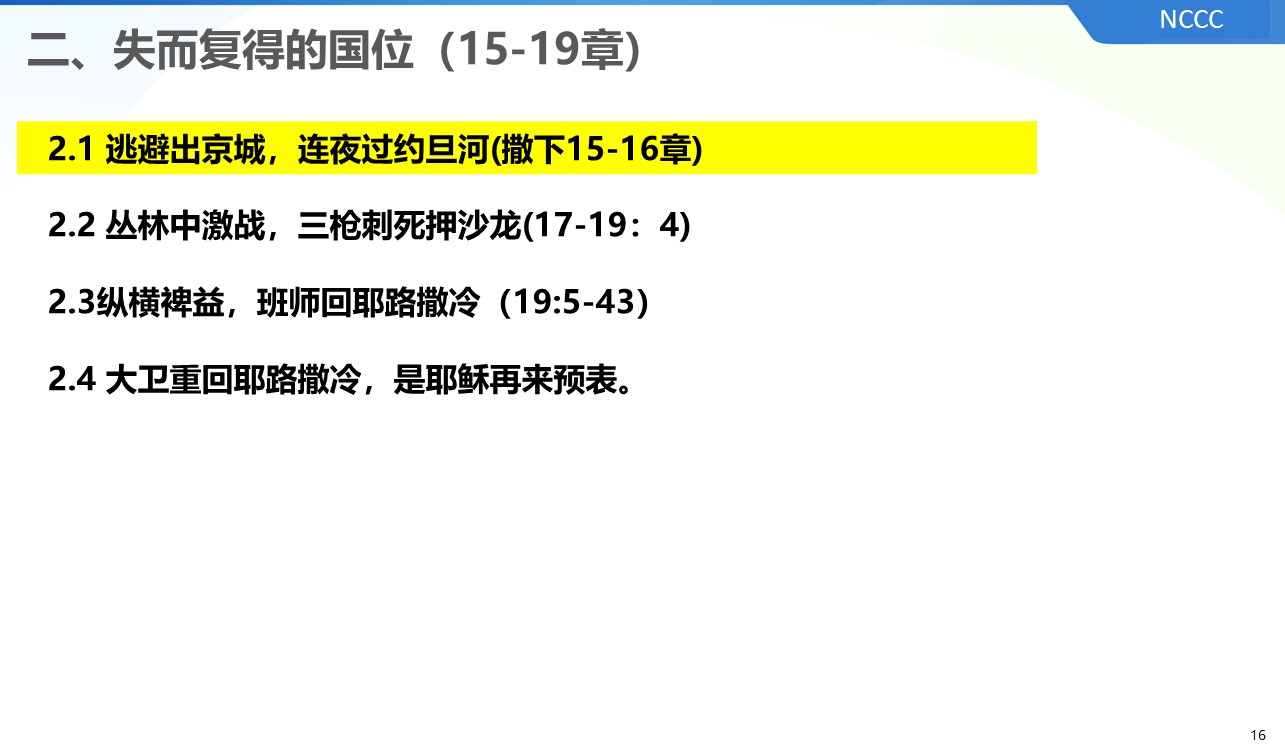 NCCC
二、失而复得的国位（15-19章）
2.1 逃避出京城，连夜过约旦河(撒下15-16章)
2.2 丛林中激战，三枪刺死押沙龙(17-19：4)
2.3纵横裨益，班师回耶路撒冷（19:5-43）
2.4 大卫重回耶路撒冷，是耶稣再来预表。
16